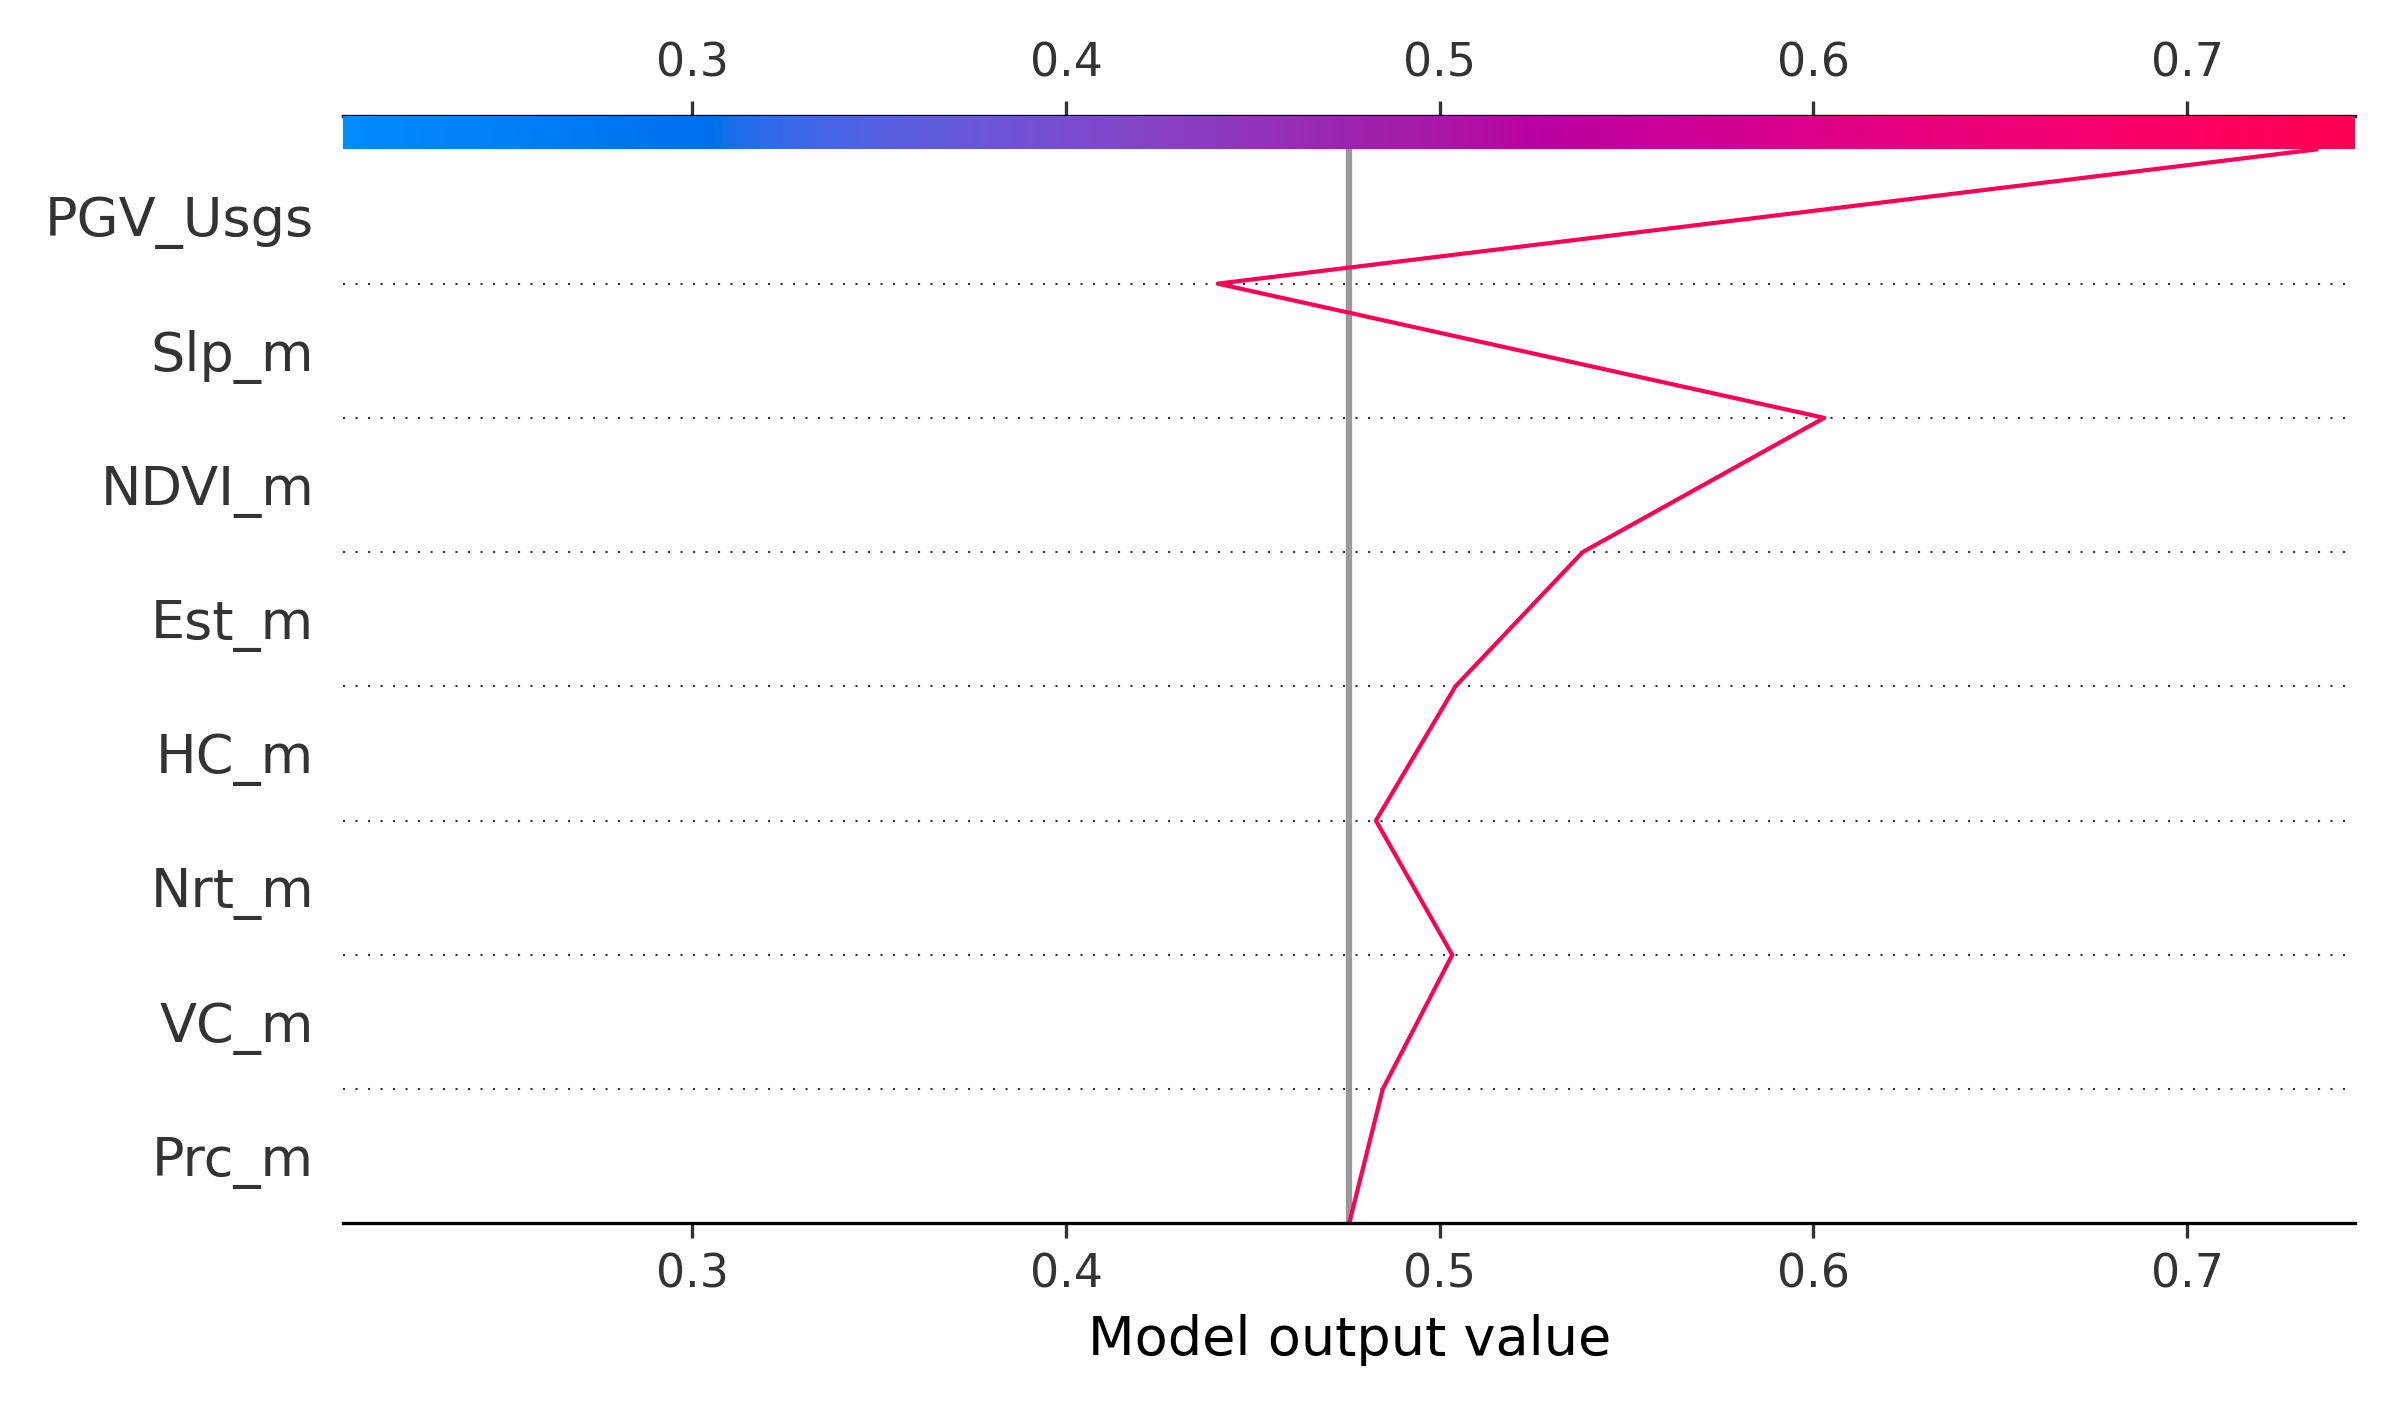 0.3 0.4 0.5 0.6 0.7
PGV_Usgs
Slp_m
NDVI_m
Est_m
HC_m
Nrt_m
VC_m
Prc_m
0.3 0.4 0.5 0.6 0.7
Model output value